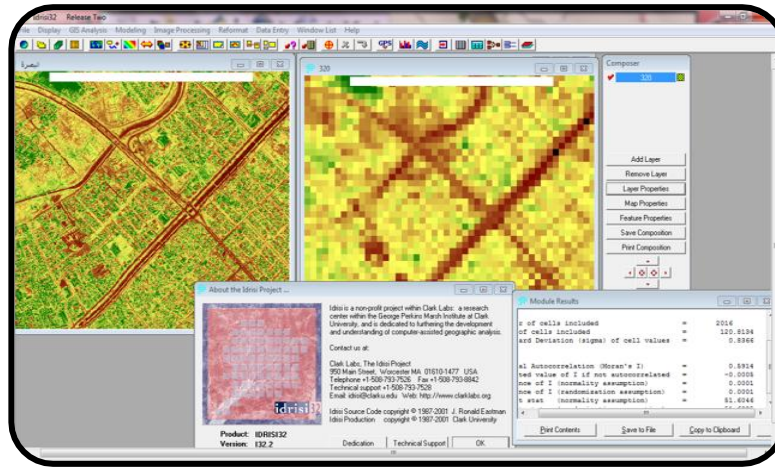 Idrisi32 Release Two
File Display GIS Analysis Modeling Image Processing Reformat Data Entry Window List Help
البصرة
320
Composer
320
Add Layer
Remove Layer
Layer Properties
Map Properties
Feature Properties
Save Composition
Print Composition
About the Idrisi Project ...
Idrisi is a non-profit project within Clark Labs: a research
center within the George Perkins Marsh Institute at Clark
University, and is dedicated to furthering the development
and understanding of computer-assisted geographic analysis.
Contact us at:
Clark Labs, The Idrisi Project
950 Main Street, Worcester MA 01610-1477 USA
Telephone +1-508-793-7526 Fax +1-508-793-8842
Technical support +1-508-793-7528
Email: idrisi@clarku.edu Web: http://www.clarklabs.org
Idrisi Source Code copyright © 1987-2001 J. Ronald Eastman
Idrisi Production copyright © 1987-2001 Clark University
idrisi32
Product: IDRISI32
Version: I32.2
Dedication Technical Support OK
Module Results
r of cells included = 2016
of cells included = 120.8134
ard Deviation (sigma) of cell values = 0.8366
al Autocorrelation (Moran's I) = 0.5914
ted value of I if not autocorrelated = -0.0005
nce of I (normality assumption) = 0.0001
nce of I (randomization assumption) = 0.0001
t stat (normality assumption) = 51.6046
Print Contents Save to File Copy to Clipboard